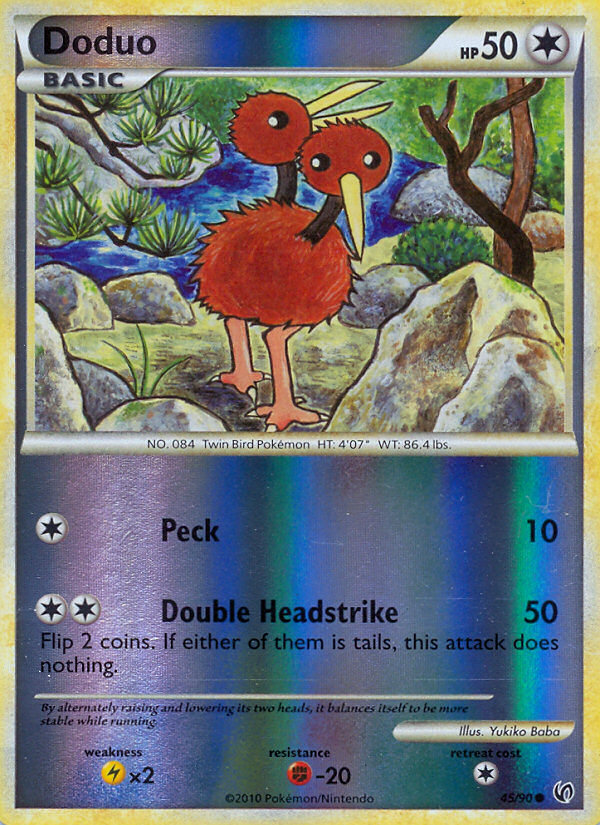 Doduo
HP 50
BASIC
NO. 084 Twin Bird Pokémon HT: 4'07" WT: 86.4 lbs.
Peck 10
Double Headstrike 50
Flip 2 coins. If either of them is tails, this attack does
nothing.
By alternately raising and lowering its two heads, it balances itself to be more
stable while running.
Illus. Yukiko Baba
weakness resistance retreat cost
×2 -20
©2010 Pokémon/Nintendo 45/90